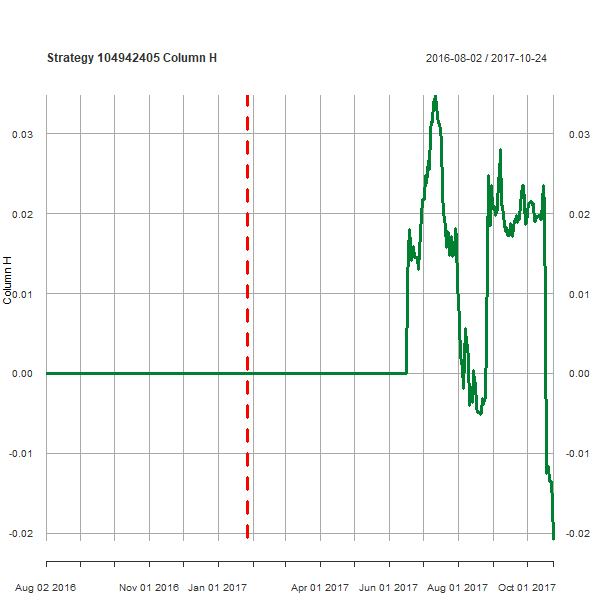 Strategy 104942405 Column H
2016-08-02 / 2017-10-24
Column H
0.03
0.02
0.01
0.00
-0.01
-0.02
0.03
0.02
0.01
0.00
-0.01
-0.02
Aug 02 2016
Nov 01 2016
Jan 01 2017
Apr 01 2017
Jun 01 2017
Aug 01 2017
Oct 01 2017